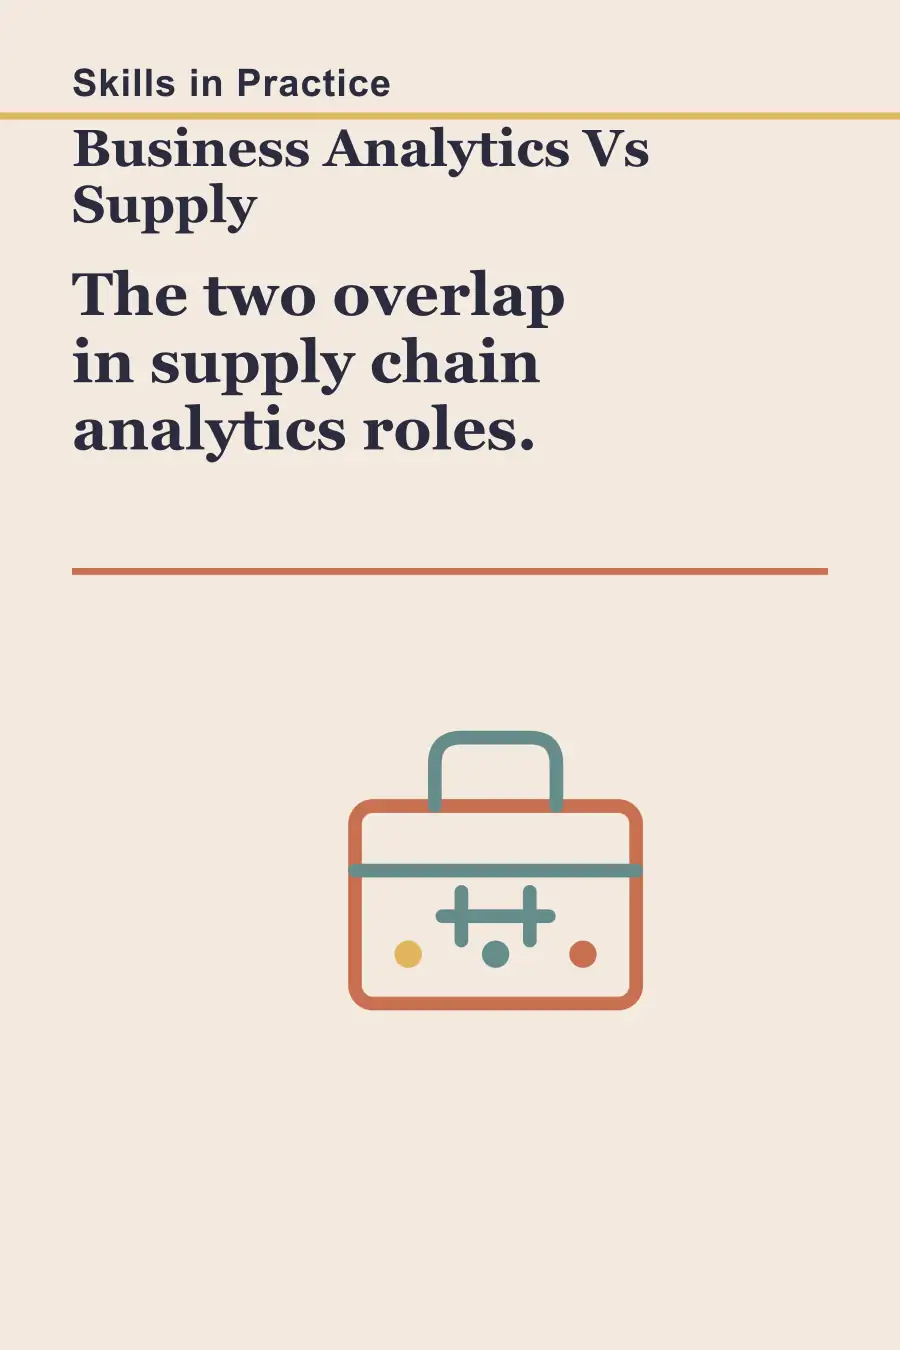 Skills in Practice
Business Analytics Vs
Supply
The two overlap
in supply chain
analytics roles.